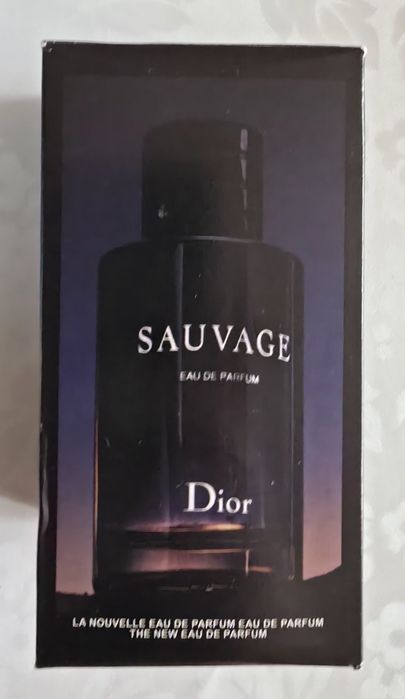 SAUVAGE
EAU DE PARFUM
Dior
LA NOUVELLE EAU DE PARFUM EAU DE PARFUM
THE NEW EAU DE PARFUM